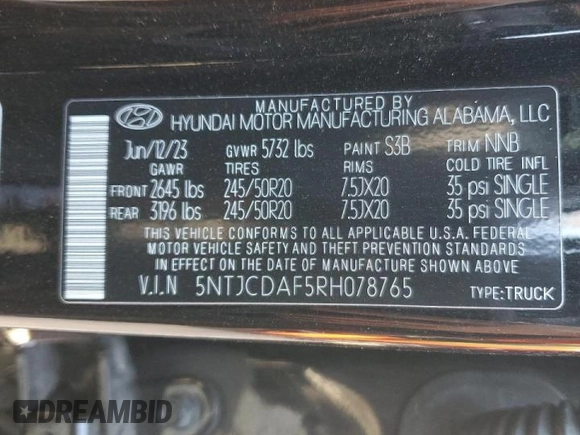 MANUFACTURED BY
HYUNDAI MOTOR MANUFACTURING ALABAMA, LLC
Jun/12/23 GVWR 5732 lbs PAINT S3B TRIM NNB
GAWR TIRES RIMS COLD TIRE INFL
FRONT 2645 lbs 245/50R20 7.5JX20 35 psi SINGLE
REAR 3196 lbs 245/50R20 7.5JX20 35 psi SINGLE
THIS VEHICLE CONFORMS TO ALL APPLICABLE U.S.A. FEDERAL
MOTOR VEHICLE SAFETY AND THEFT PREVENTION STANDARDS
IN EFFECT ON THE DATE OF MANUFACTURE SHOWN ABOVE.
V.I.N 5NTJCDAF5RH078765 TYPE:TRUCK
DREAMBID